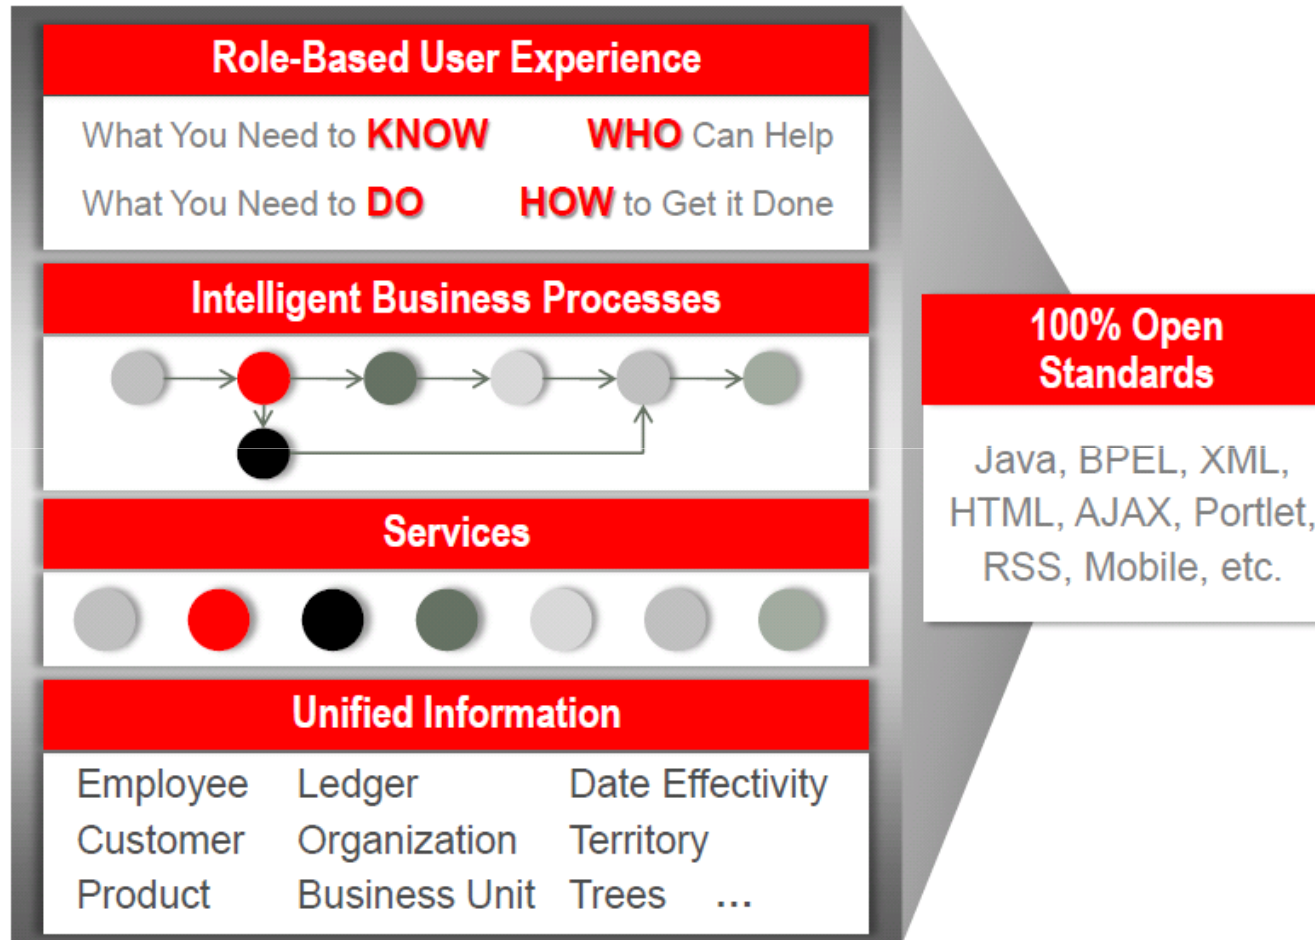 Role-Based User Experience
What You Need to KNOW WHO Can Help
What You Need to DO HOW to Get it Done
Intelligent Business Processes
Services
Unified Information
Employee Ledger Date Effectivity
Customer Organization Territory
Product Business Unit Trees ...
100% Open
Standards
Java, BPEL, XML,
HTML, AJAX, Portlet,
RSS, Mobile, etc.